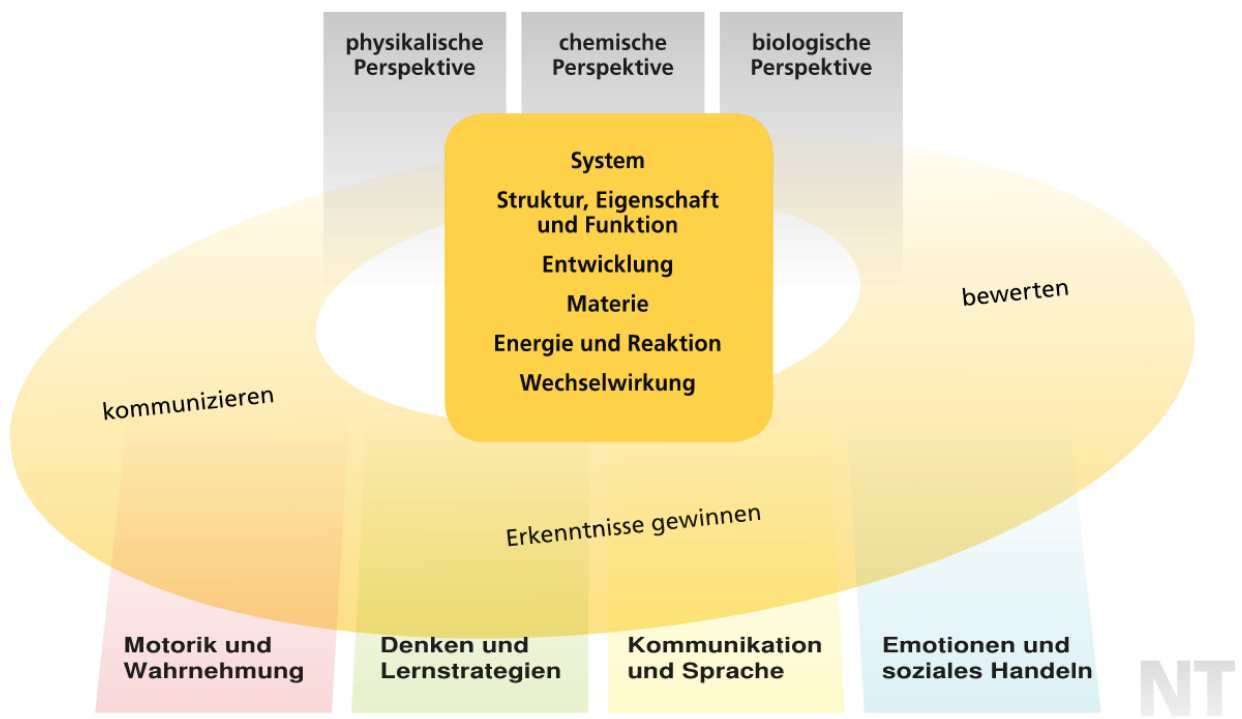 physikalische
Perspektive
chemische
Perspektive
biologische
Perspektive
System
Struktur, Eigenschaft
und Funktion
Entwicklung
Materie
Energie und Reaktion
Wechselwirkung
bewerten
kommunizieren
Erkenntnisse gewinnen
Motorik und
Wahrnehmung
Denken und
Lernstrategien
Kommunikation
und Sprache
Emotionen und
soziales Handeln
NT